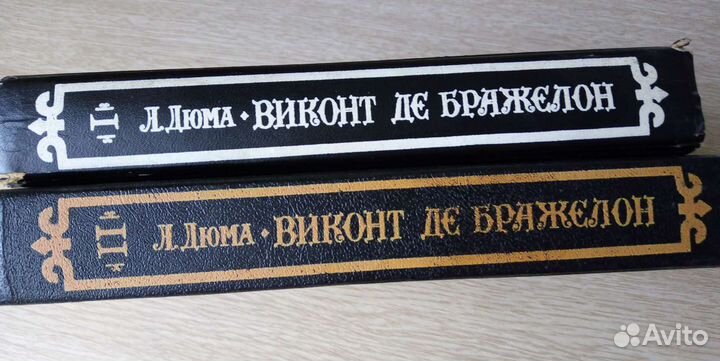 I Л. Дюма · ВИКОНТ ДЕ БРАЖЕЛОН
II Л. Дюма · ВИКОНТ ДЕ БРАЖЕЛОН
Avito